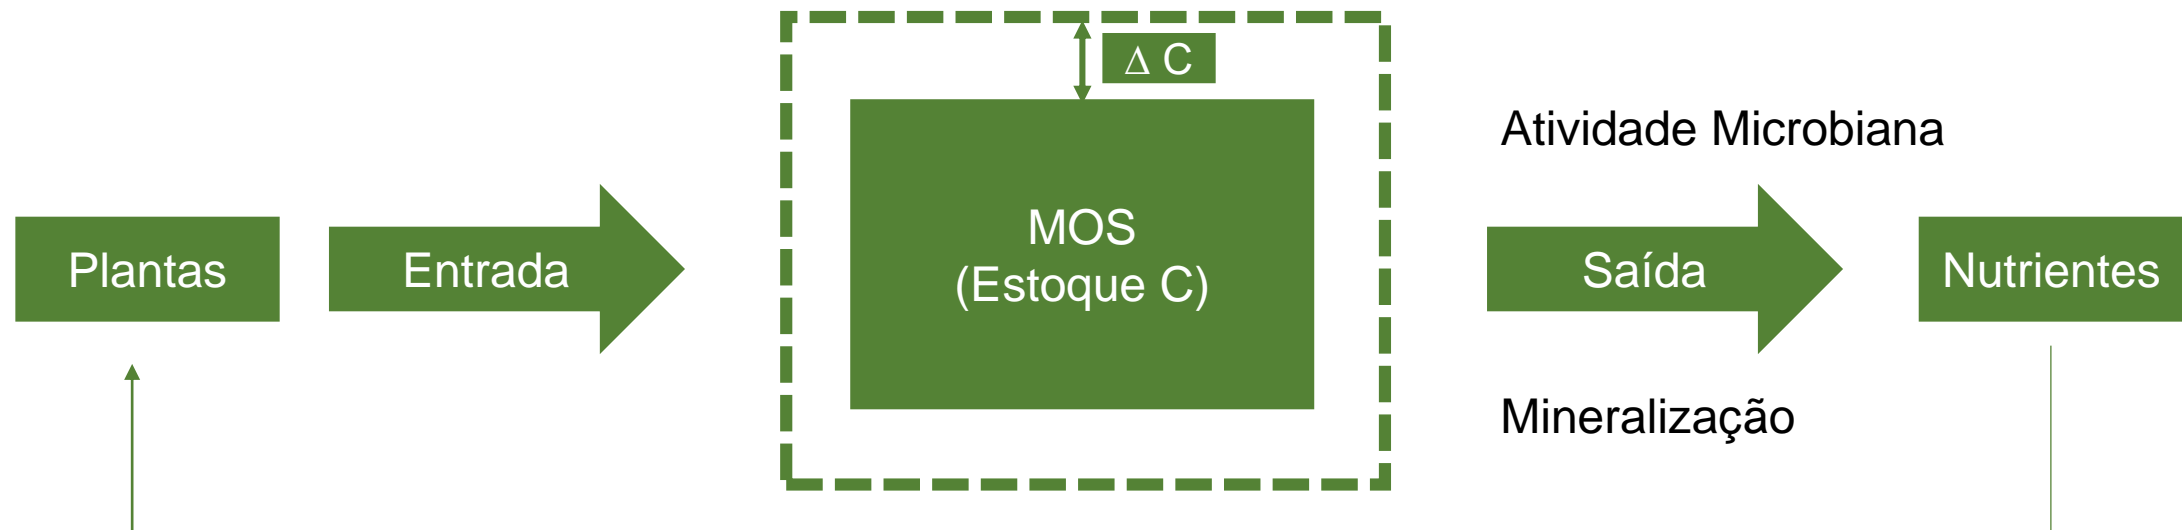 ∆ C
Atividade Microbiana
Plantas
Entrada
MOS
(Estoque C)
Saída
Nutrientes
Mineralização